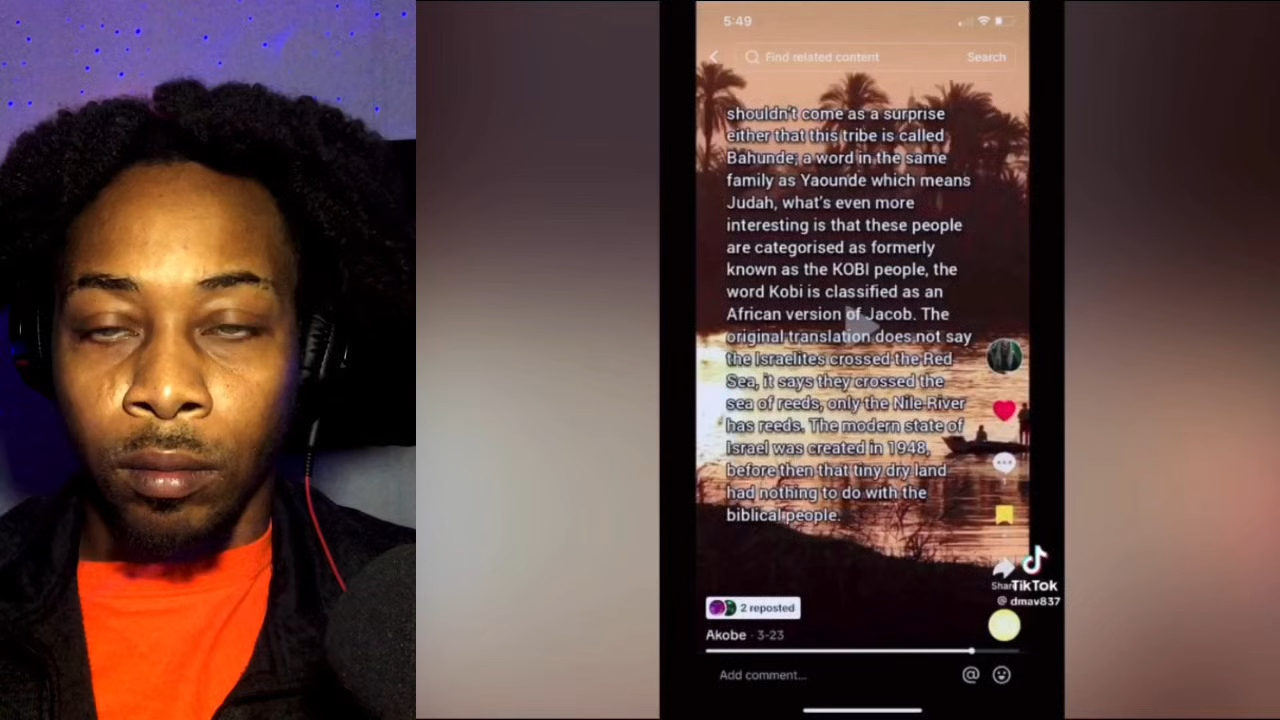 5:49
Find related content
Search
shouldn't come as a surprise
either that this tribe is called
Bahunde; a word in the same
family as Yaounde which means
Judah, what's even more
interesting is that these people
are categorised as formerly
known as the KOBI people, the
word Kobi is classified as an
African version of Jacob. The
original translation does not say
the Israelites crossed the Red
Sea, it says they crossed the
sea of reeds, only the Nile River
has reeds. The modern state of
Israel was created in 1948,
before then that tiny dry land
had nothing to do with the
biblical people.
Share
TikTok
@ dmav837
2 reposted
Akobe · 3-23
Add comment...
@